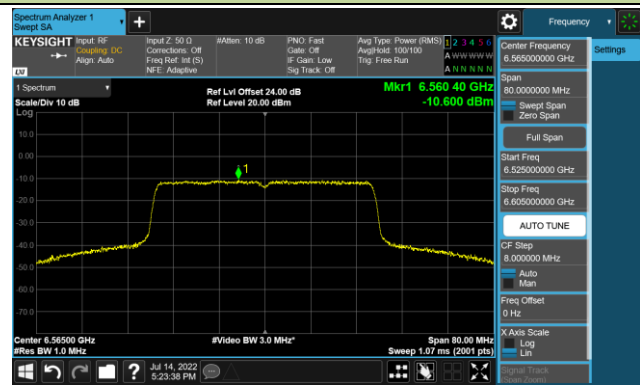 Spectrum Analyzer 1
Swept SA
Frequency
KEYSIGHT
Input: RF
Coupling: DC
Align: Auto
Input Z: 50 Ω
Corrections: Off
Freq Ref: Int (S)
NFE: Adaptive
#Atten: 10 dB
PNO: Fast
Gate: Off
IF Gain: Low
Sig Track: Off
Avg Type: Power (RMS)
Avg|Hold: 100/100
Trig: Free Run
1 2 3 4 5 6
A W W W W W
A N N N N N
Settings
LXI
1 Spectrum
Scale/Div 10 dB
Log
Ref Lvl Offset 24.00 dB
Ref Level 20.00 dBm
Mkr1 6.560 40 GHz
-10.600 dBm
10.0
0.00
-10.0
-20.0
-30.0
-40.0
-50.0
-60.0
-70.0
1
Center 6.56500 GHz
#Res BW 1.0 MHz
#Video BW 3.0 MHz*
Span 80.00 MHz
Sweep 1.07 ms (2001 pts)
Center Frequency
6.565000000 GHz
Span
80.0000000 MHz
Swept Span
Zero Span
Full Span
Start Freq
6.525000000 GHz
Stop Freq
6.605000000 GHz
AUTO TUNE
CF Step
8.000000 MHz
Auto
Man
Freq Offset
0 Hz
X Axis Scale
Log
Lin
Signal Track
(Span Zoom)
?
Jul 14, 2022
5:23:38 PM